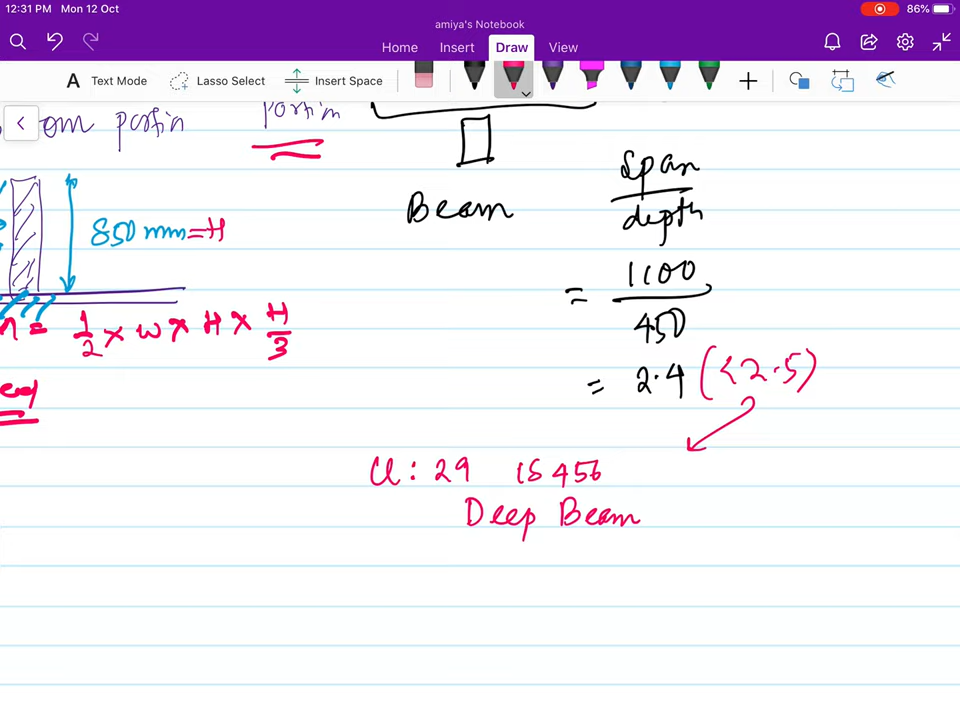 12:31 PM Mon 12 Oct
86%
amiya's Notebook
Home Insert Draw View
A Text Mode Lasso Select Insert Space
om portin
portin
Span
depth
Beam
850 mm = H
= 1100
450
= 1/2 x w x H x H/3
= 2.4 (<2.5)
Cl: 29 IS 456
Deep Beam